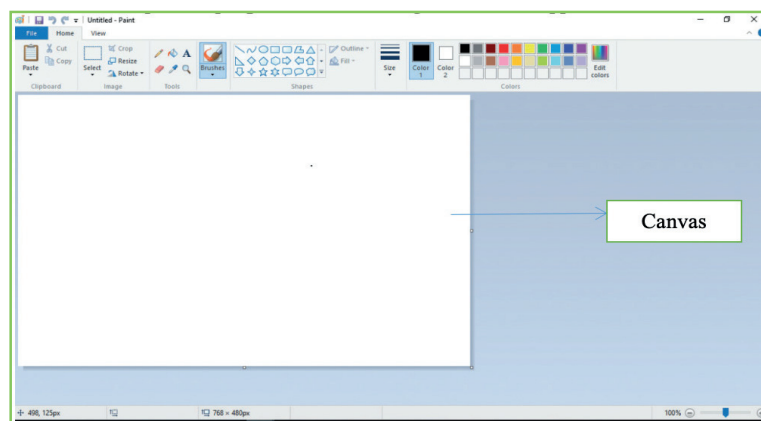 Untitled - Paint
File Home View
Paste
Cut
Copy
Clipboard
Select
Crop
Resize
Rotate
Image
A
Tools
Brushes
Outline
Fill
Shapes
Size
Color 1
Color 2
Edit colors
Colors
Canvas
498, 125px
768 × 480px
100%